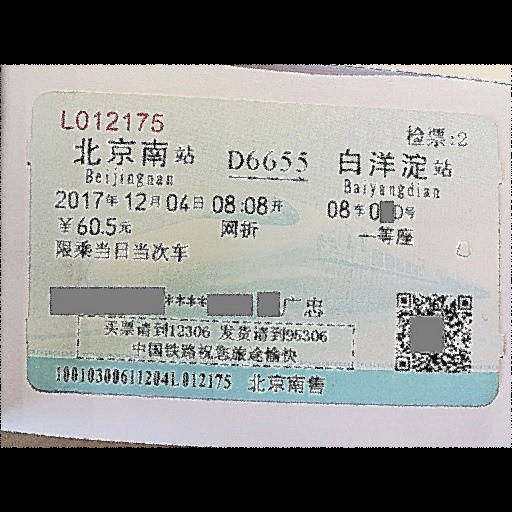 L012175
检票:2
北京南站 D6655 白洋淀站
Beijingnan Baiyangdian
2017年12月04日08:08开 08车0 0号
￥60.5元 网折 一等座
限乘当日当次车
**** 广忠
买票请到12306 发货请到95306
中国铁路祝您旅途愉快
10010300611204L012175 北京南售